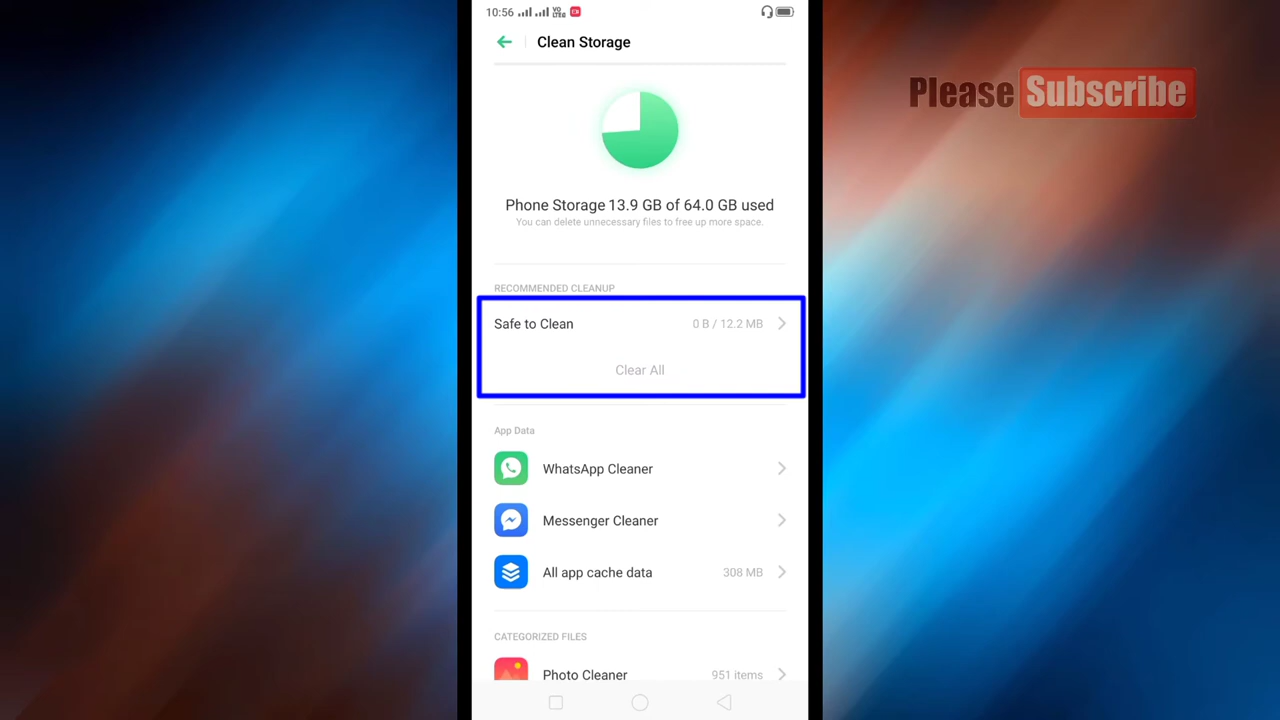 10:56 VO LTE
Clean Storage
Please Subscribe
Phone Storage 13.9 GB of 64.0 GB used
You can delete unnecessary files to free up more space.
RECOMMENDED CLEANUP
Safe to Clean 0 B / 12.2 MB
Clear All
App Data
WhatsApp Cleaner
Messenger Cleaner
All app cache data 308 MB
CATEGORIZED FILES
Photo Cleaner 951 items